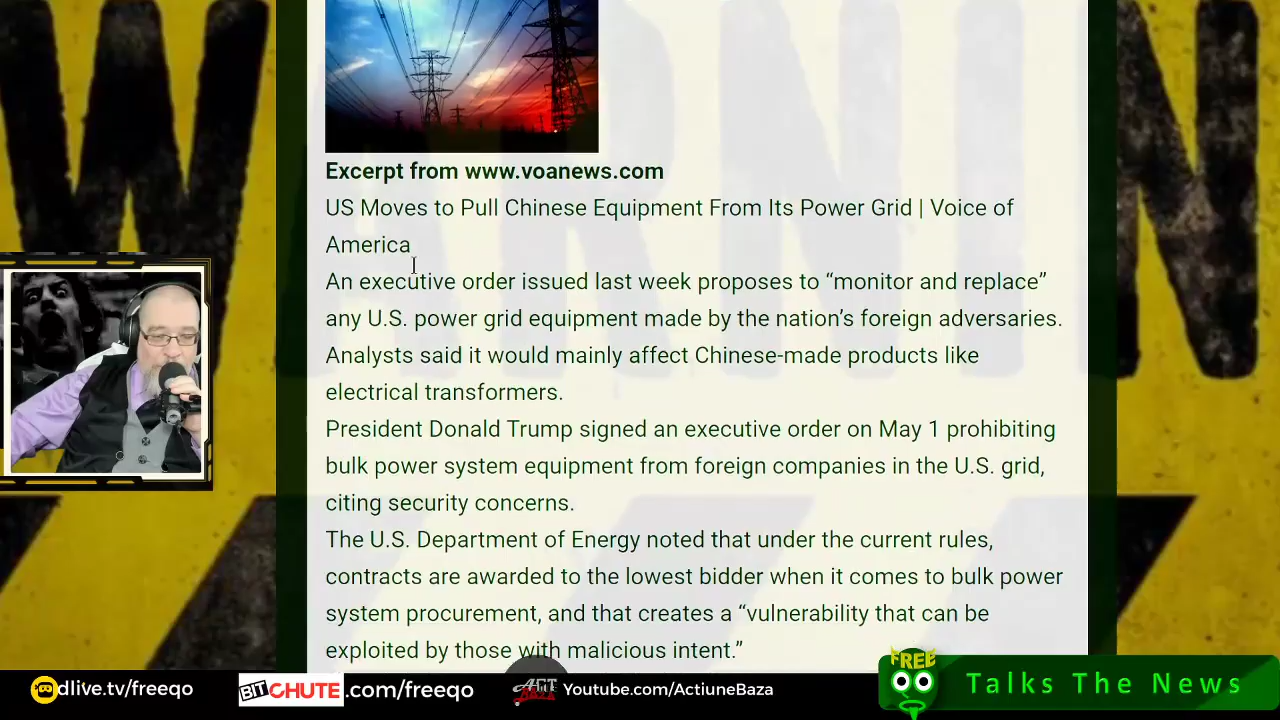 WARNIN
Excerpt from www.voanews.com
US Moves to Pull Chinese Equipment From Its Power Grid | Voice of
America
An executive order issued last week proposes to “monitor and replace”
any U.S. power grid equipment made by the nation’s foreign adversaries.
Analysts said it would mainly affect Chinese-made products like
electrical transformers.
President Donald Trump signed an executive order on May 1 prohibiting
bulk power system equipment from foreign companies in the U.S. grid,
citing security concerns.
The U.S. Department of Energy noted that under the current rules,
contracts are awarded to the lowest bidder when it comes to bulk power
system procurement, and that creates a “vulnerability that can be
exploited by those with malicious intent.”
dlive.tv/freeqo
BITCHUTE.com/freeqo
ACT BAZA
Youtube.com/ActiuneBaza
FREE
Talks The News